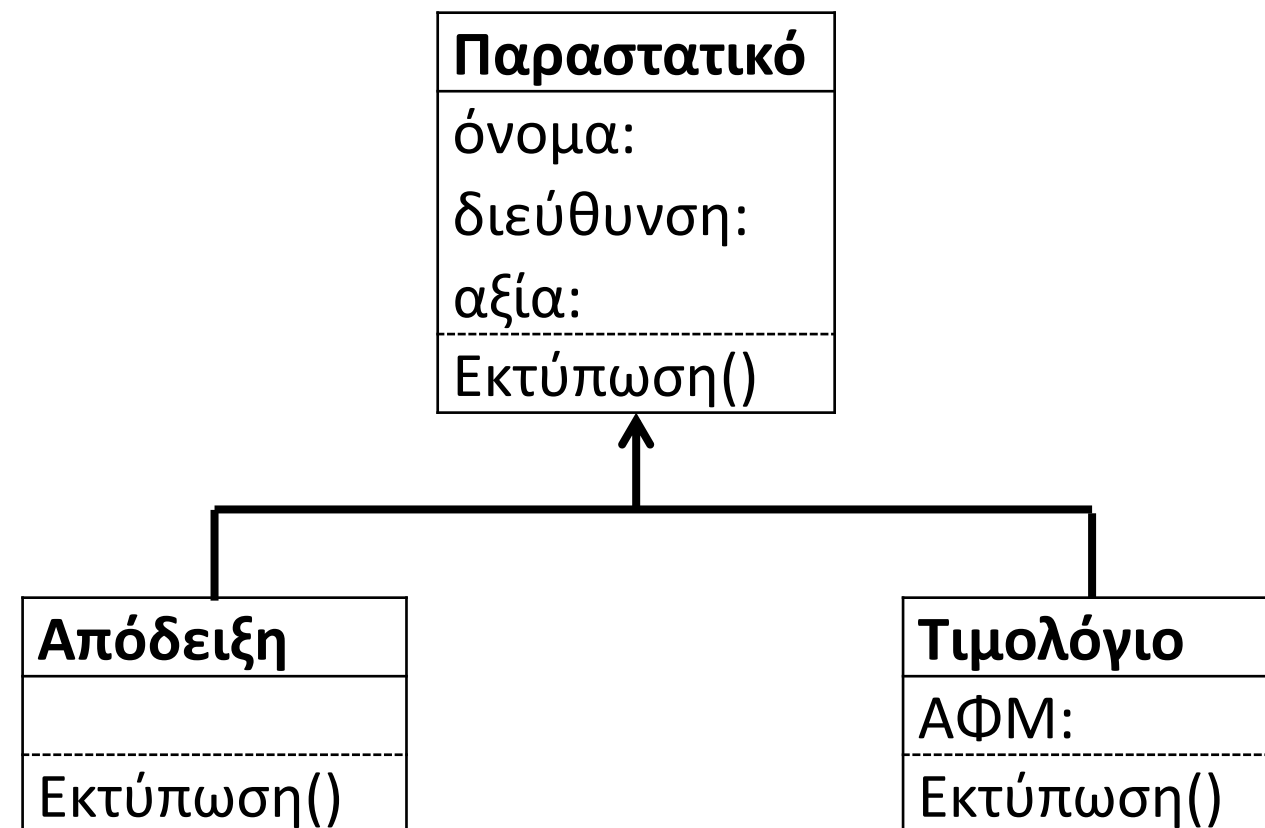 Παραστατικό
όνομα:
διεύθυνση:
αξία:
Εκτύπωση()
Απόδειξη
Εκτύπωση()
Τιμολόγιο
ΑΦΜ:
Εκτύπωση()